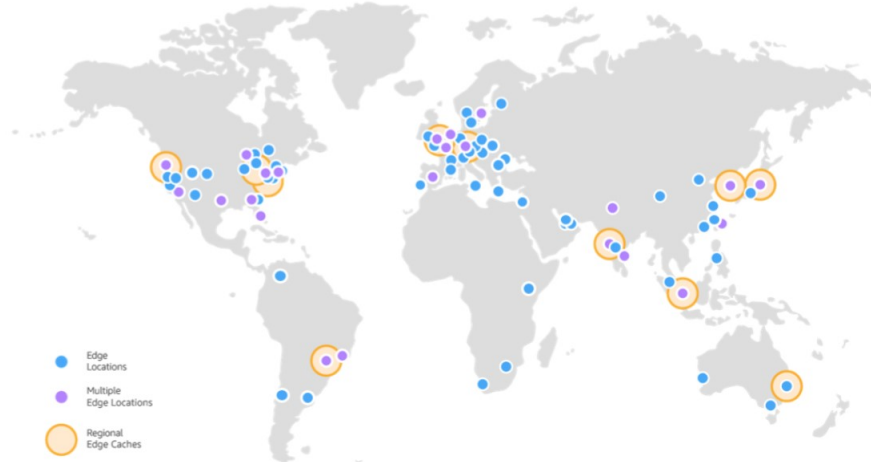 Edge
Locations
Multiple
Edge Locations
Regional
Edge Caches